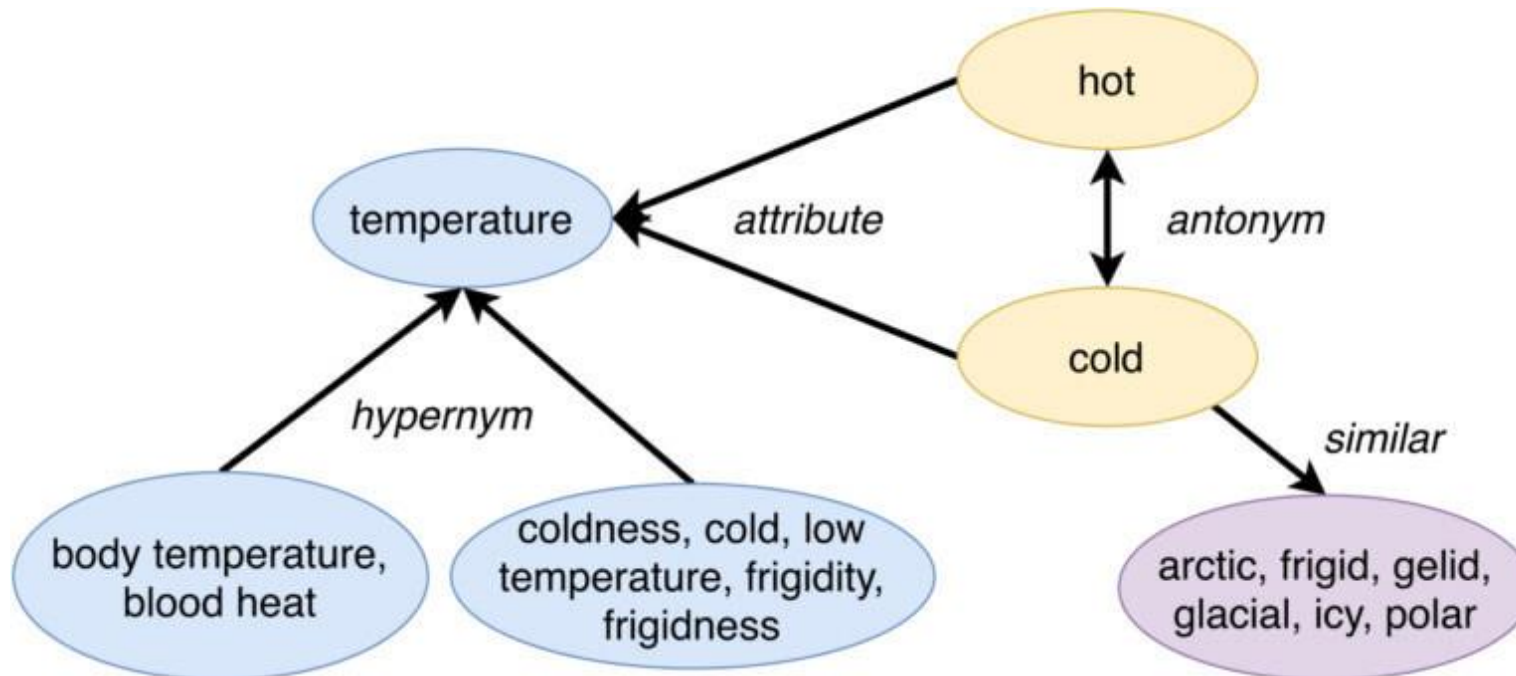 hot
temperature
attribute
antonym
cold
hypernym
similar
body temperature,
blood heat
coldness, cold, low
temperature, frigidity,
frigidness
arctic, frigid, gelid,
glacial, icy, polar